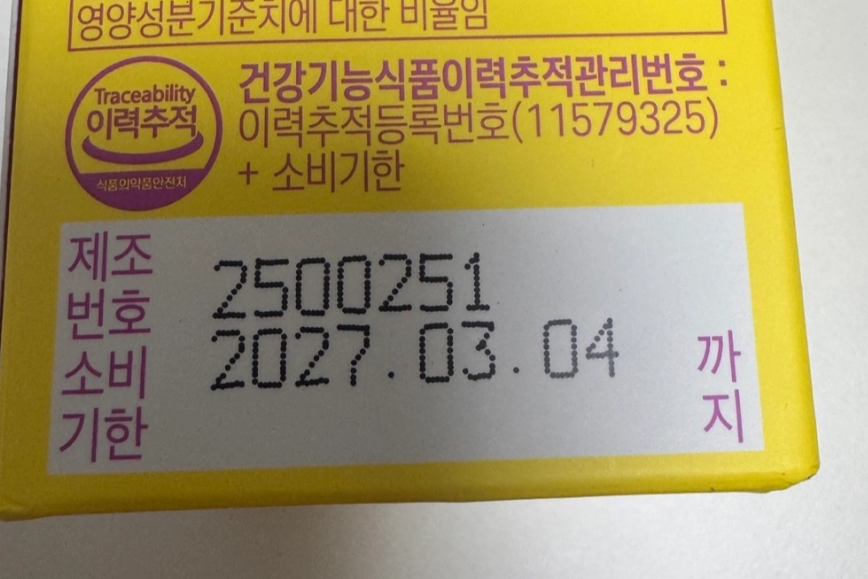 영양성분기준치에 대한 비율임
Traceability
이력추적
식품의약품안전처
건강기능식품이력추적관리번호 :
이력추적등록번호(11579325)
+ 소비기한
제조
번호
2500251
소비
기한
2027.03.04
까
지